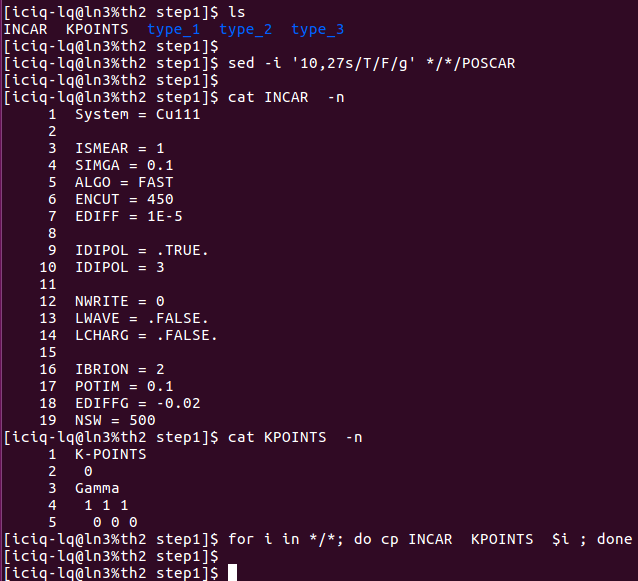 [iciq-lq@ln3%th2 step1]$ ls
INCAR  KPOINTS  type_1  type_2  type_3
[iciq-lq@ln3%th2 step1]$
[iciq-lq@ln3%th2 step1]$ sed -i '10,27s/T/F/g' */*/POSCAR
[iciq-lq@ln3%th2 step1]$
[iciq-lq@ln3%th2 step1]$ cat INCAR  -n
     1  System = Cu111
     2
     3  ISMEAR = 1
     4  SIMGA = 0.1
     5  ALGO = FAST
     6  ENCUT = 450
     7  EDIFF = 1E-5
     8
     9  IDIPOL = .TRUE.
    10  IDIPOL = 3
    11
    12  NWRITE = 0
    13  LWAVE = .FALSE.
    14  LCHARG = .FALSE.
    15
    16  IBRION = 2
    17  POTIM = 0.1
    18  EDIFFG = -0.02
    19  NSW = 500
[iciq-lq@ln3%th2 step1]$ cat KPOINTS  -n
     1  K-POINTS
     2   0
     3  Gamma
     4   1 1 1
     5    0 0 0
[iciq-lq@ln3%th2 step1]$ for i in */*; do cp INCAR  KPOINTS  $i ; done
[iciq-lq@ln3%th2 step1]$
[iciq-lq@ln3%th2 step1]$